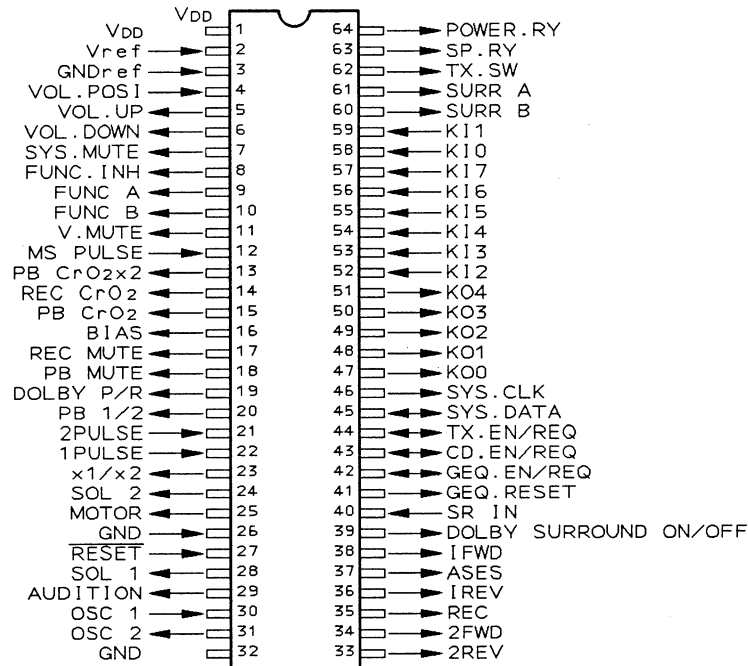 VDD
VDD 1 64 POWER.RY
Vref 2 63 SP.RY
GNDref 3 62 TX.SW
VOL.POSI 4 61 SURR A
VOL.UP 5 60 SURR B
VOL.DOWN 6 59 KI1
SYS.MUTE 7 58 KI0
FUNC.INH 8 57 KI7
FUNC A 9 56 KI6
FUNC B 10 55 KI5
V.MUTE 11 54 KI4
MS PULSE 12 53 KI3
PB CrO2x2 13 52 KI2
REC CrO2 14 51 KO4
PB CrO2 15 50 KO3
BIAS 16 49 KO2
REC MUTE 17 48 KO1
PB MUTE 18 47 KO0
DOLBY P/R 19 46 SYS.CLK
PB 1/2 20 45 SYS.DATA
2PULSE 21 44 TX.EN/REQ
1PULSE 22 43 CD.EN/REQ
x1/x2 23 42 GEQ.EN/REQ
SOL 2 24 41 GEQ.RESET
MOTOR 25 40 SR IN
GND 26 39 DOLBY SURROUND ON/OFF
RESET 27 38 IFWD
SOL 1 28 37 ASES
AUDITION 29 36 IREV
OSC 1 30 35 REC
OSC 2 31 34 2FWD
GND 32 33 2REV